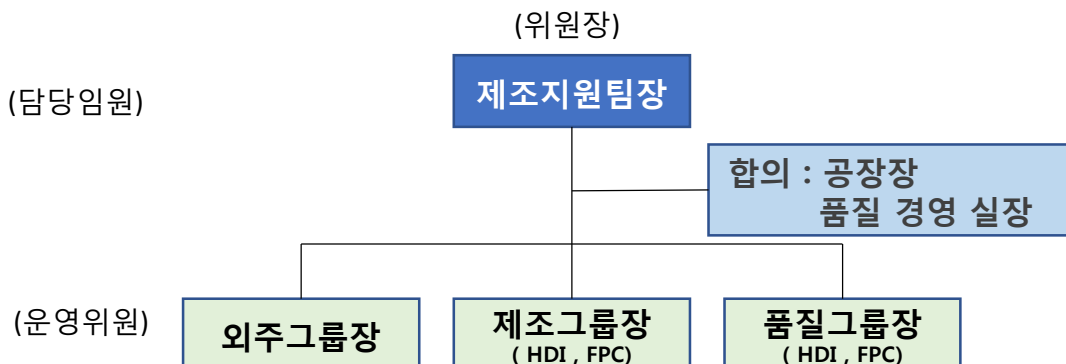 (위원장)
(담당임원)
제조지원팀장
합의 : 공장장
품질 경영 실장
(운영위원)
외주그룹장
제조그룹장
( HDI , FPC)
품질그룹장
( HDI , FPC)